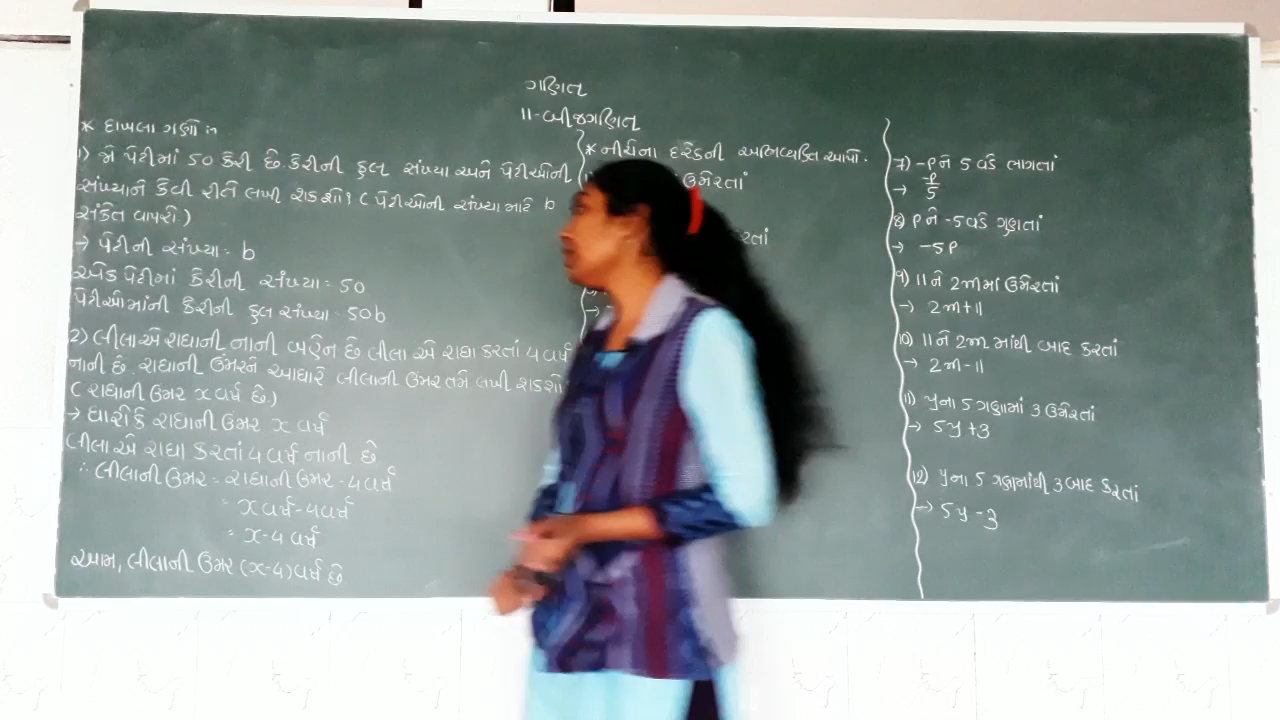 ગણિત
11-બીજગણિત
* દાખલા ગણો :-
1) જો પેટીમાં 50 કેરી છે. કેરીની કુલ સંખ્યા અને પેટીઓની
સંખ્યાને કેવી રીતે લખી શકશો? ( પેટીઓની સંખ્યા માટે b
સંકેત વાપરો )
→ પેટીની સંખ્યા = b
એક પેટીમાં કેરીની સંખ્યા = 50
પેટીઓમાંની કેરીની કુલ સંખ્યા = 50b
2) લીલા એ રાધાની નાની બહેન છે લીલા એ રાધા કરતાં 4 વર્ષ
નાની છે. રાધાની ઉંમરને આધારે લીલાની ઉંમર તમે લખી શકશો
( રાધાની ઉંમર x વર્ષ છે.)
→ ધારો કે રાધાની ઉંમર x વર્ષ
લીલા એ રાધા કરતાં 4 વર્ષ નાની છે
∴ લીલાની ઉંમર = રાધાની ઉંમર - 4 વર્ષ
= x વર્ષ - 4 વર્ષ
= x - 4 વર્ષ
આમ, લીલાની ઉંમર (x-4) વર્ષ છે
* નીચેના દરેકની અભિવ્યક્તિ આપો.
ઉમેરતાં
7) -P ને 5 વડે ભાગતાં
→ -P/5
8) P ને -5 વડે ગુણતાં
→ -5P
9) 11 ને 2m માં ઉમેરતાં
→ 2m+11
10) 11 ને 2m માંથી બાદ કરતાં
→ 2m-11
11) y ના 5 ગણામાં 3 ઉમેરતાં
→ 5y+3
12) y ના 5 ગણામાંથી 3 બાદ કરતાં
→ 5y-3